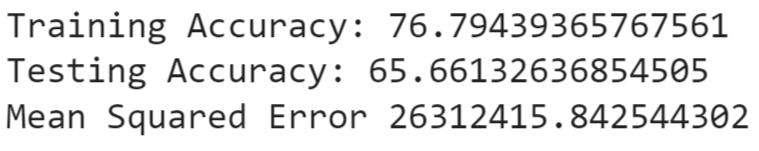 Training Accuracy: 76.79439365767561
Testing Accuracy: 65.66132636854505
Mean Squared Error 26312415.842544302